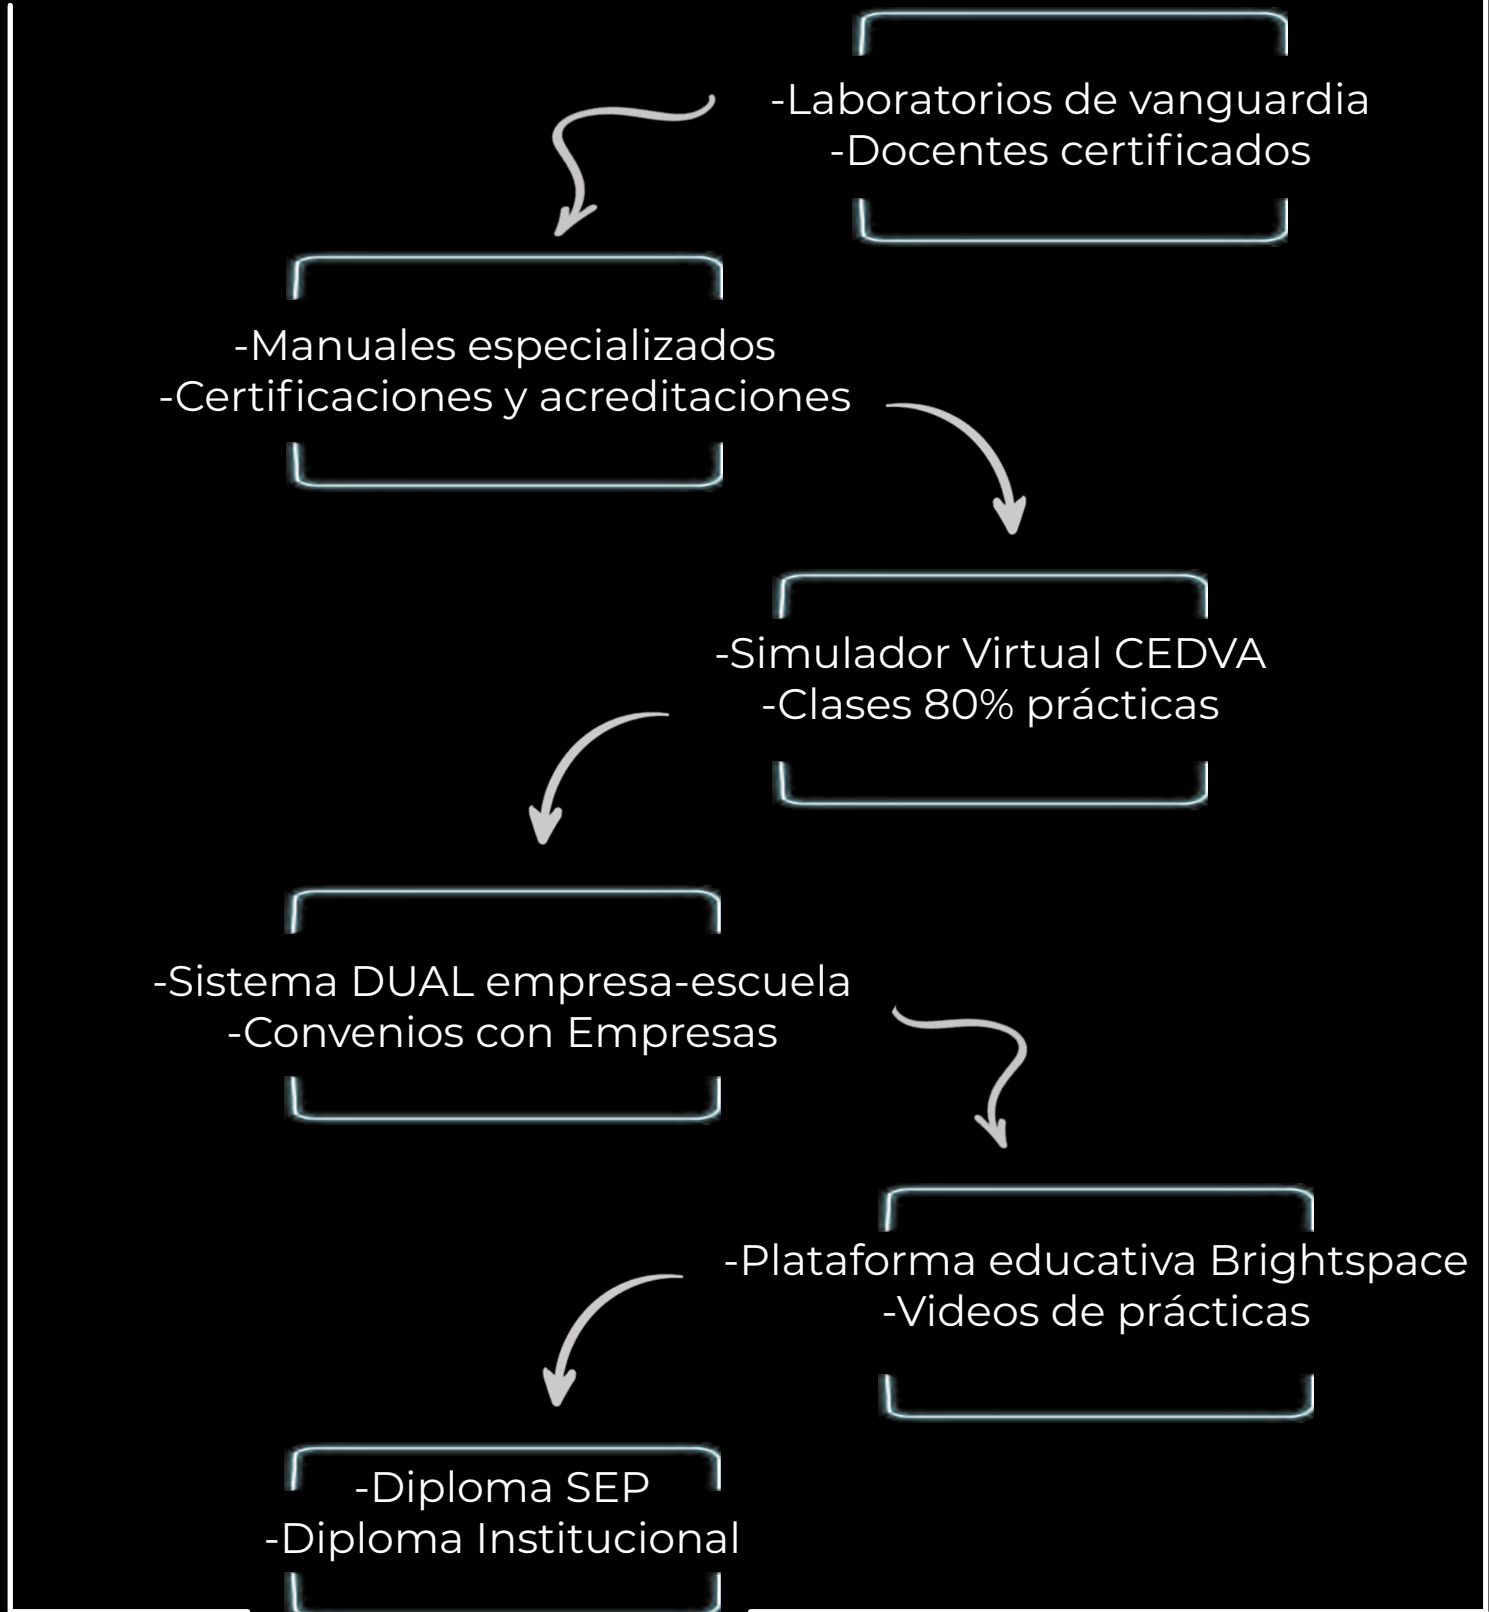 -Laboratorios de vanguardia
-Docentes certificados
-Manuales especializados
-Certificaciones y acreditaciones
-Simulador Virtual CEDVA
-Clases 80% prácticas
-Sistema DUAL empresa-escuela
-Convenios con Empresas
-Plataforma educativa Brightspace
-Videos de prácticas
-Diploma SEP
-Diploma Institucional